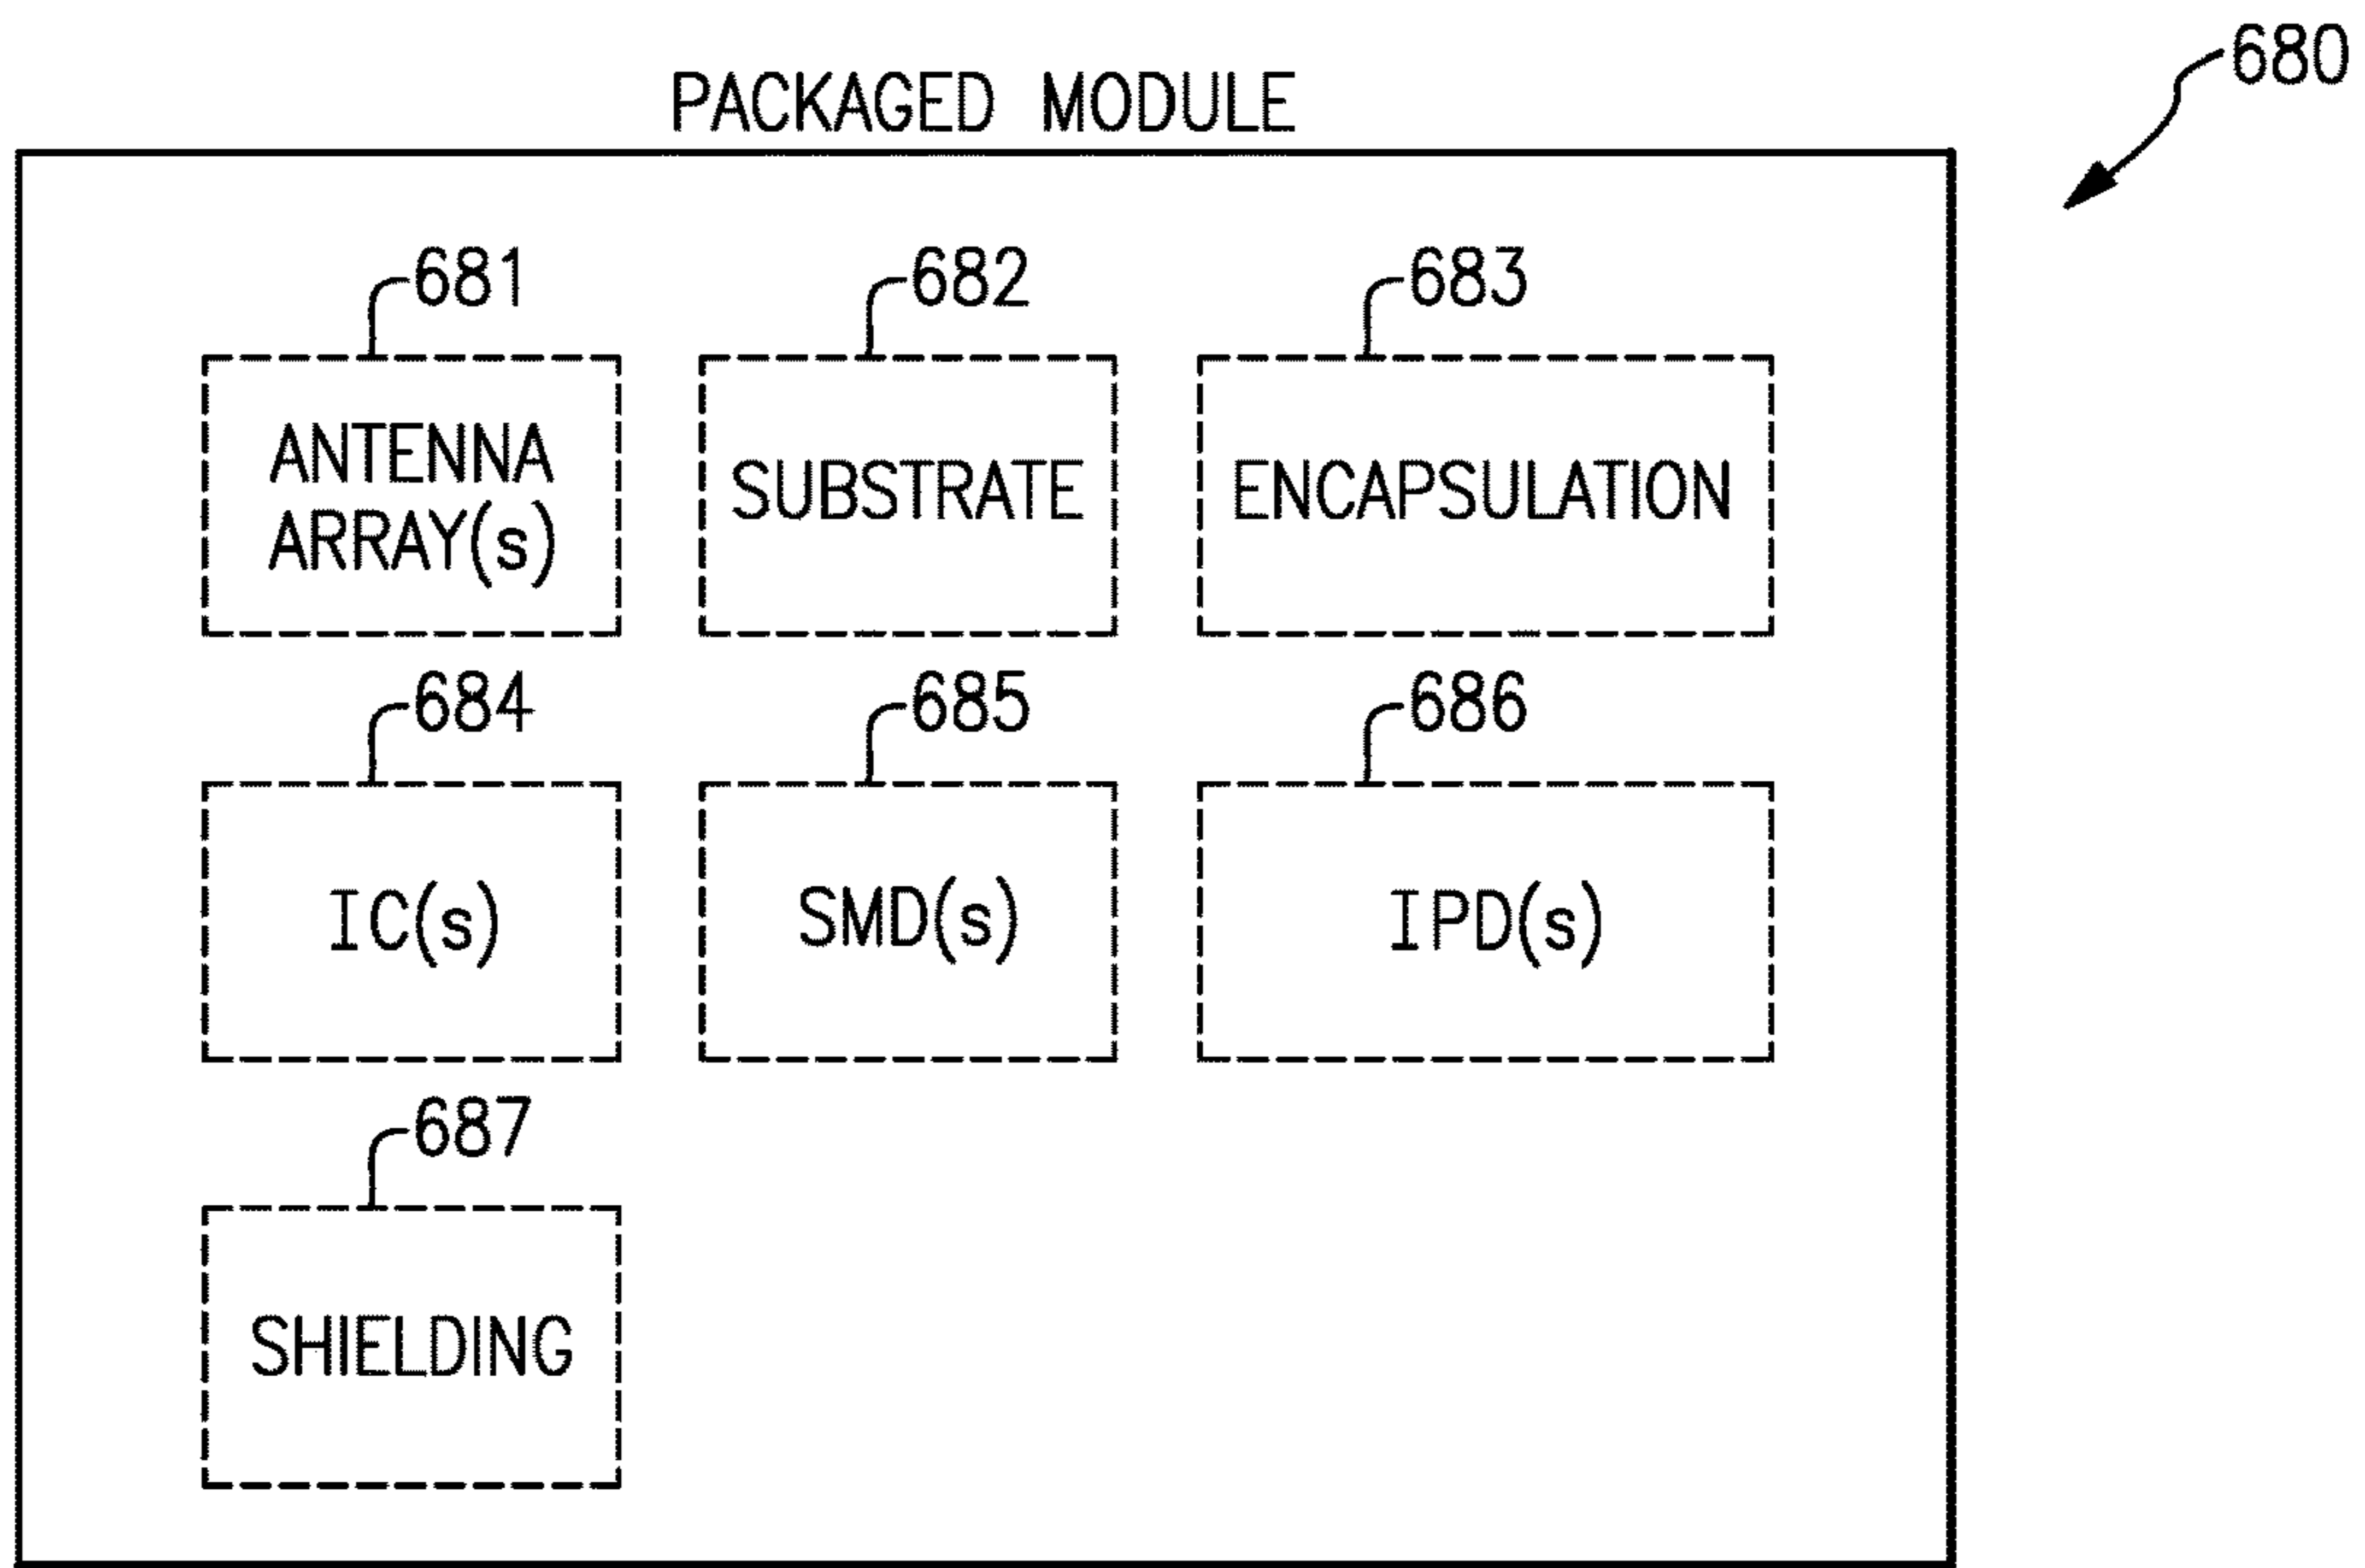 680
PACKAGED MODULE
681
682
683
ANTENNA
ARRAY(s)
SUBSTRATE
ENCAPSULATION
684
685
686
IC(s)
SMD(s)
IPD(s)
687
SHIELDING